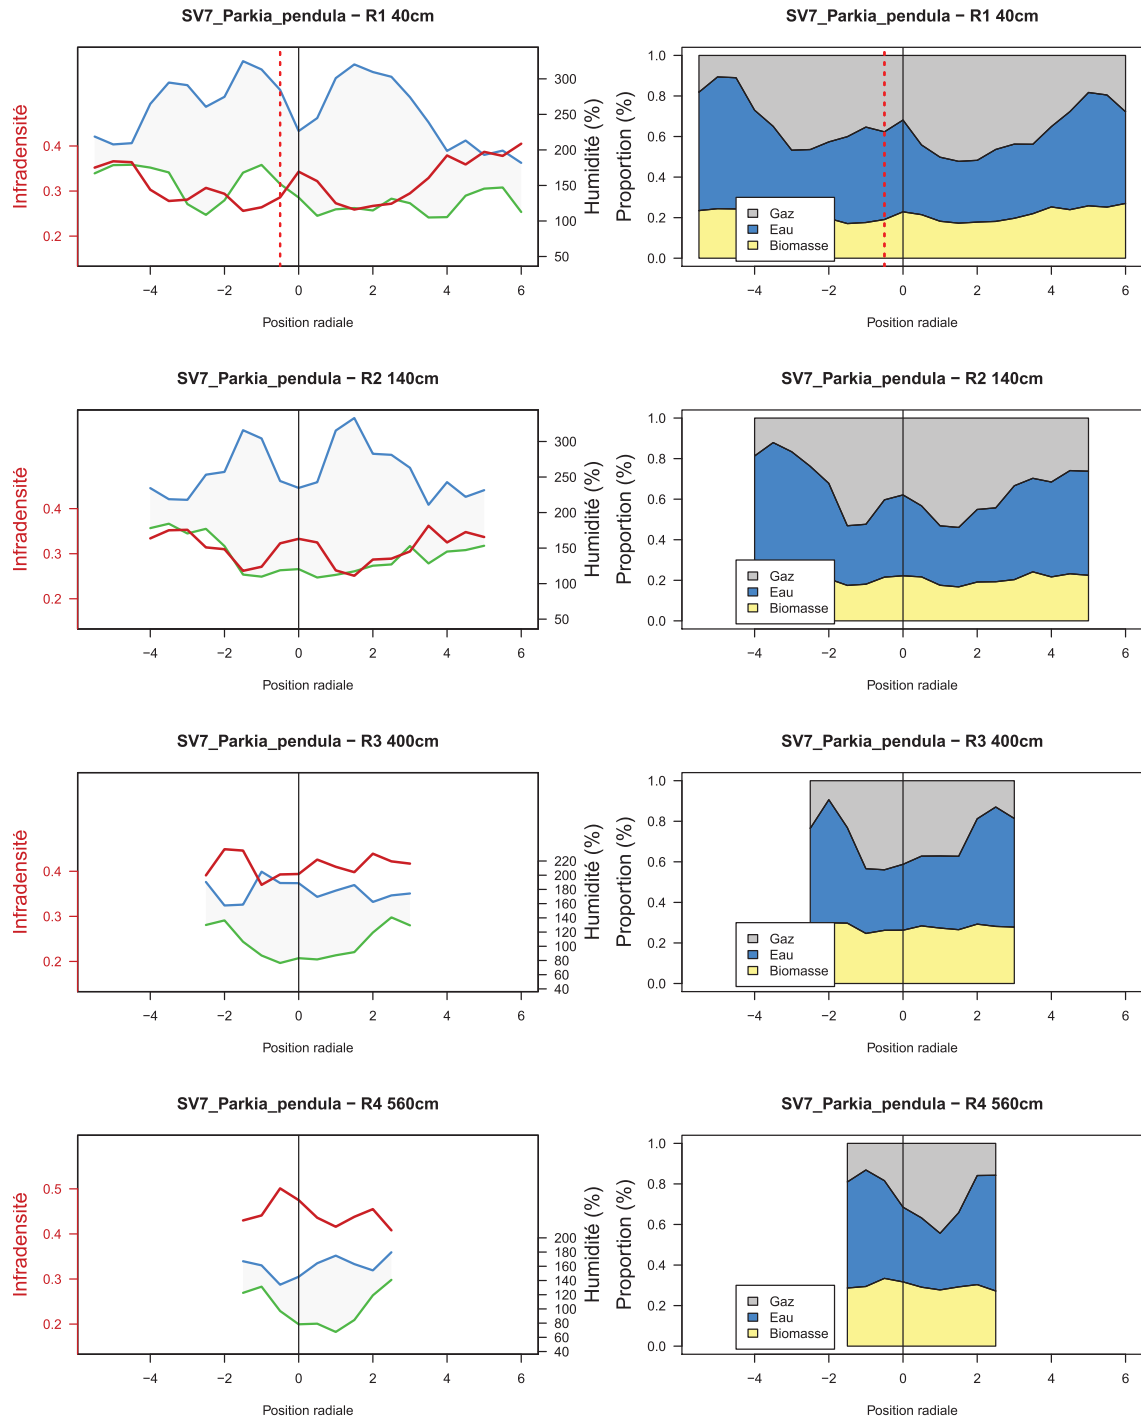 SV7_Parkia_pendula − R1 40cm
Infradensité
0.4
0.3
0.2
300
250
200
150
100
50
Humidité (%)
−4 −2 0 2 4 6
Position radiale
SV7_Parkia_pendula − R1 40cm
Proportion (%)
1.0
0.8
0.6
0.4
0.2
0.0
Gaz
Eau
Biomasse
−4 −2 0 2 4 6
Position radiale
SV7_Parkia_pendula − R2 140cm
Infradensité
0.4
0.3
0.2
300
250
200
150
100
50
Humidité (%)
−4 −2 0 2 4 6
Position radiale
SV7_Parkia_pendula − R2 140cm
Proportion (%)
1.0
0.8
0.6
0.4
0.2
0.0
Gaz
Eau
Biomasse
−4 −2 0 2 4 6
Position radiale
SV7_Parkia_pendula − R3 400cm
Infradensité
0.4
0.3
0.2
220
200
180
160
140
120
100
80
60
40
Humidité (%)
−4 −2 0 2 4 6
Position radiale
SV7_Parkia_pendula − R3 400cm
Proportion (%)
1.0
0.8
0.6
0.4
0.2
0.0
Gaz
Eau
Biomasse
−4 −2 0 2 4 6
Position radiale
SV7_Parkia_pendula − R4 560cm
Infradensité
0.5
0.4
0.3
0.2
200
180
160
140
120
100
80
60
40
Humidité (%)
−4 −2 0 2 4 6
Position radiale
SV7_Parkia_pendula − R4 560cm
Proportion (%)
1.0
0.8
0.6
0.4
0.2
0.0
Gaz
Eau
Biomasse
−4 −2 0 2 4 6
Position radiale